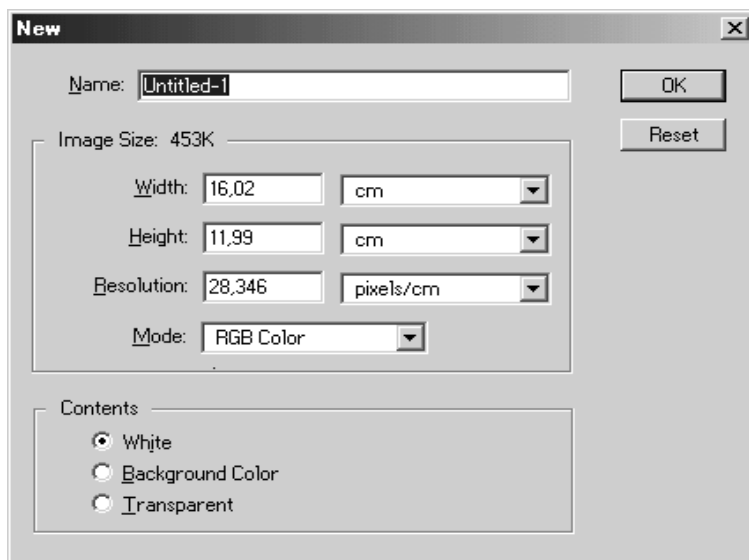 New
Name: Untitled-1
OK
Reset
Image Size: 453K
Width: 16,02 cm
Height: 11,99 cm
Resolution: 28,346 pixels/cm
Mode: RGB Color
Contents
White
Background Color
Transparent